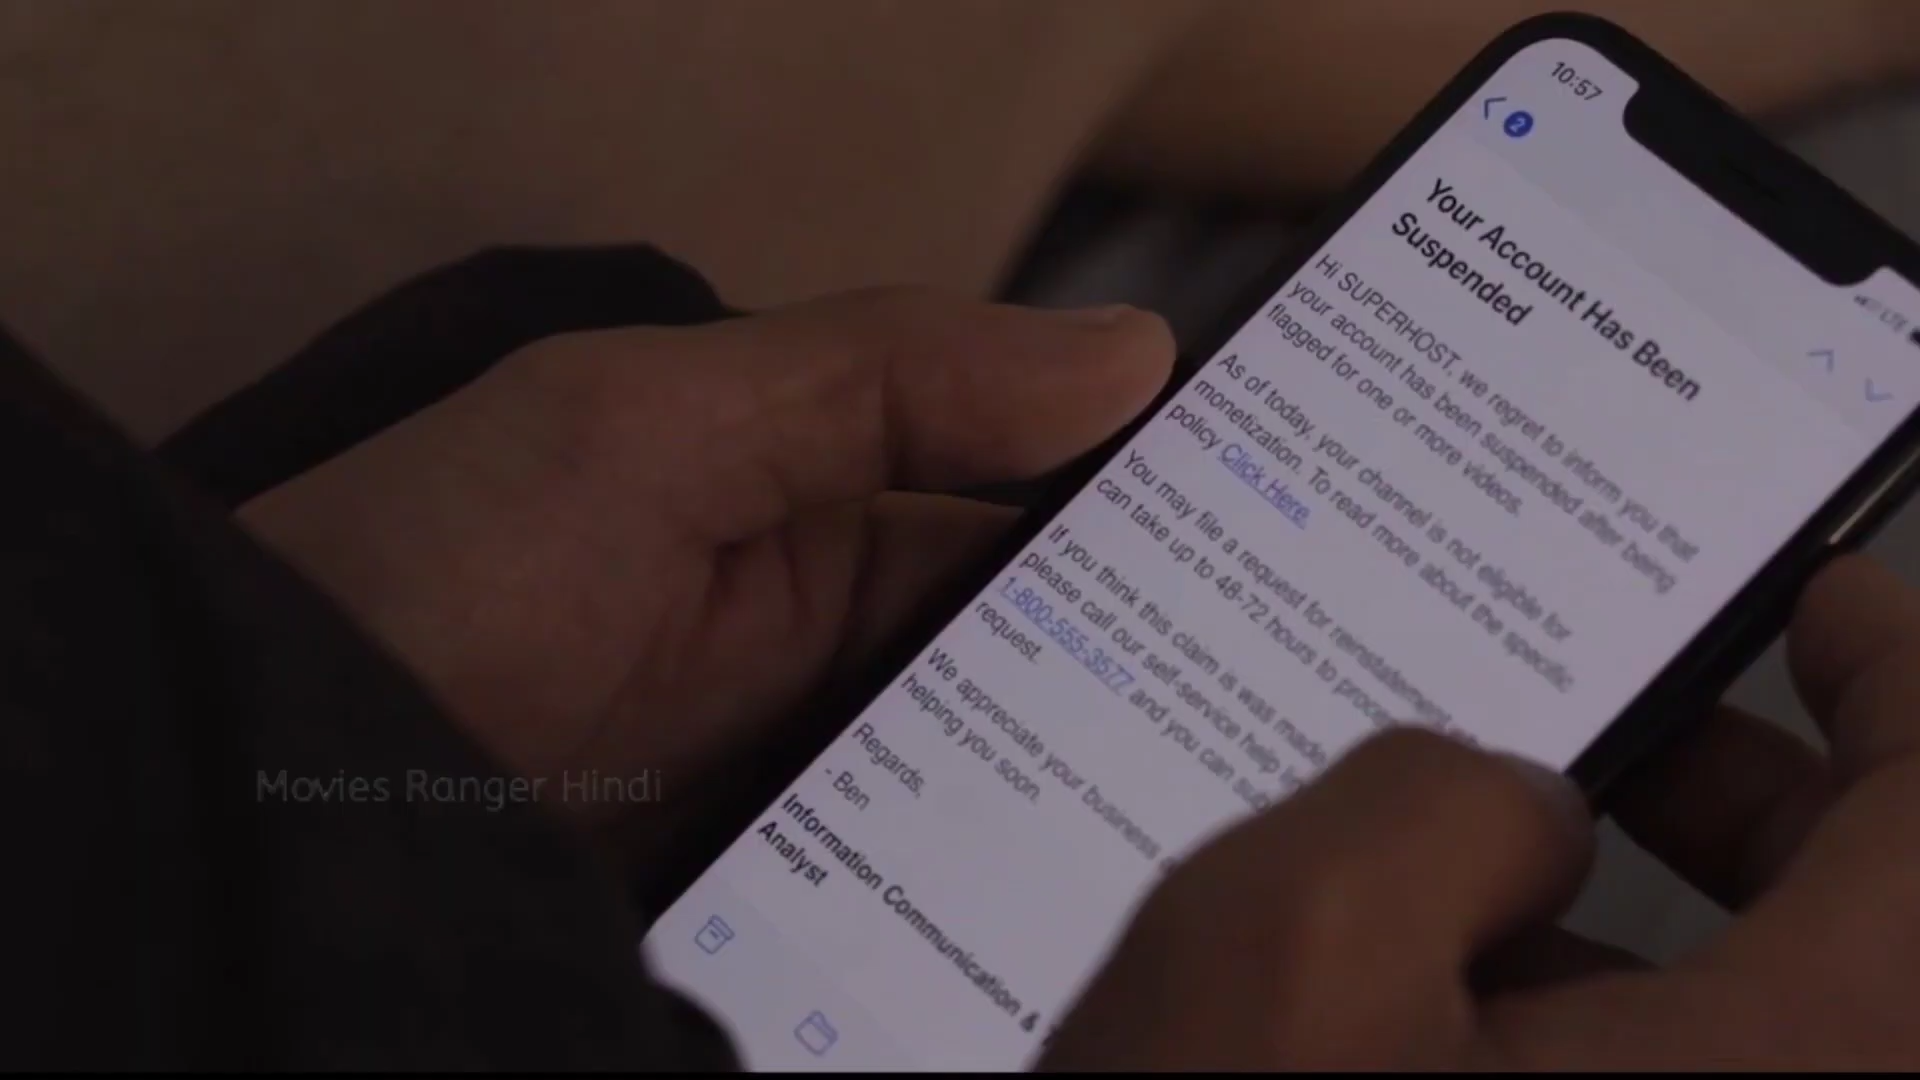 10:57
2
LTE
Your Account Has Been
Suspended
Hi SUPERHOST, we regret to inform you that
your account has been suspended after being
flagged for one or more videos.
As of today, your channel is not eligible for
monetization. To read more about the specific
policy Click Here.
You may file a request for reinstatement
can take up to 48-72 hours to
If you think this claim is was made
please call our self-service help
1-800-555-3577 and you can
request.
We appreciate your business
helping you soon.
Regards,
- Ben
Information Communication &
Analyst
Movies Ranger Hindi